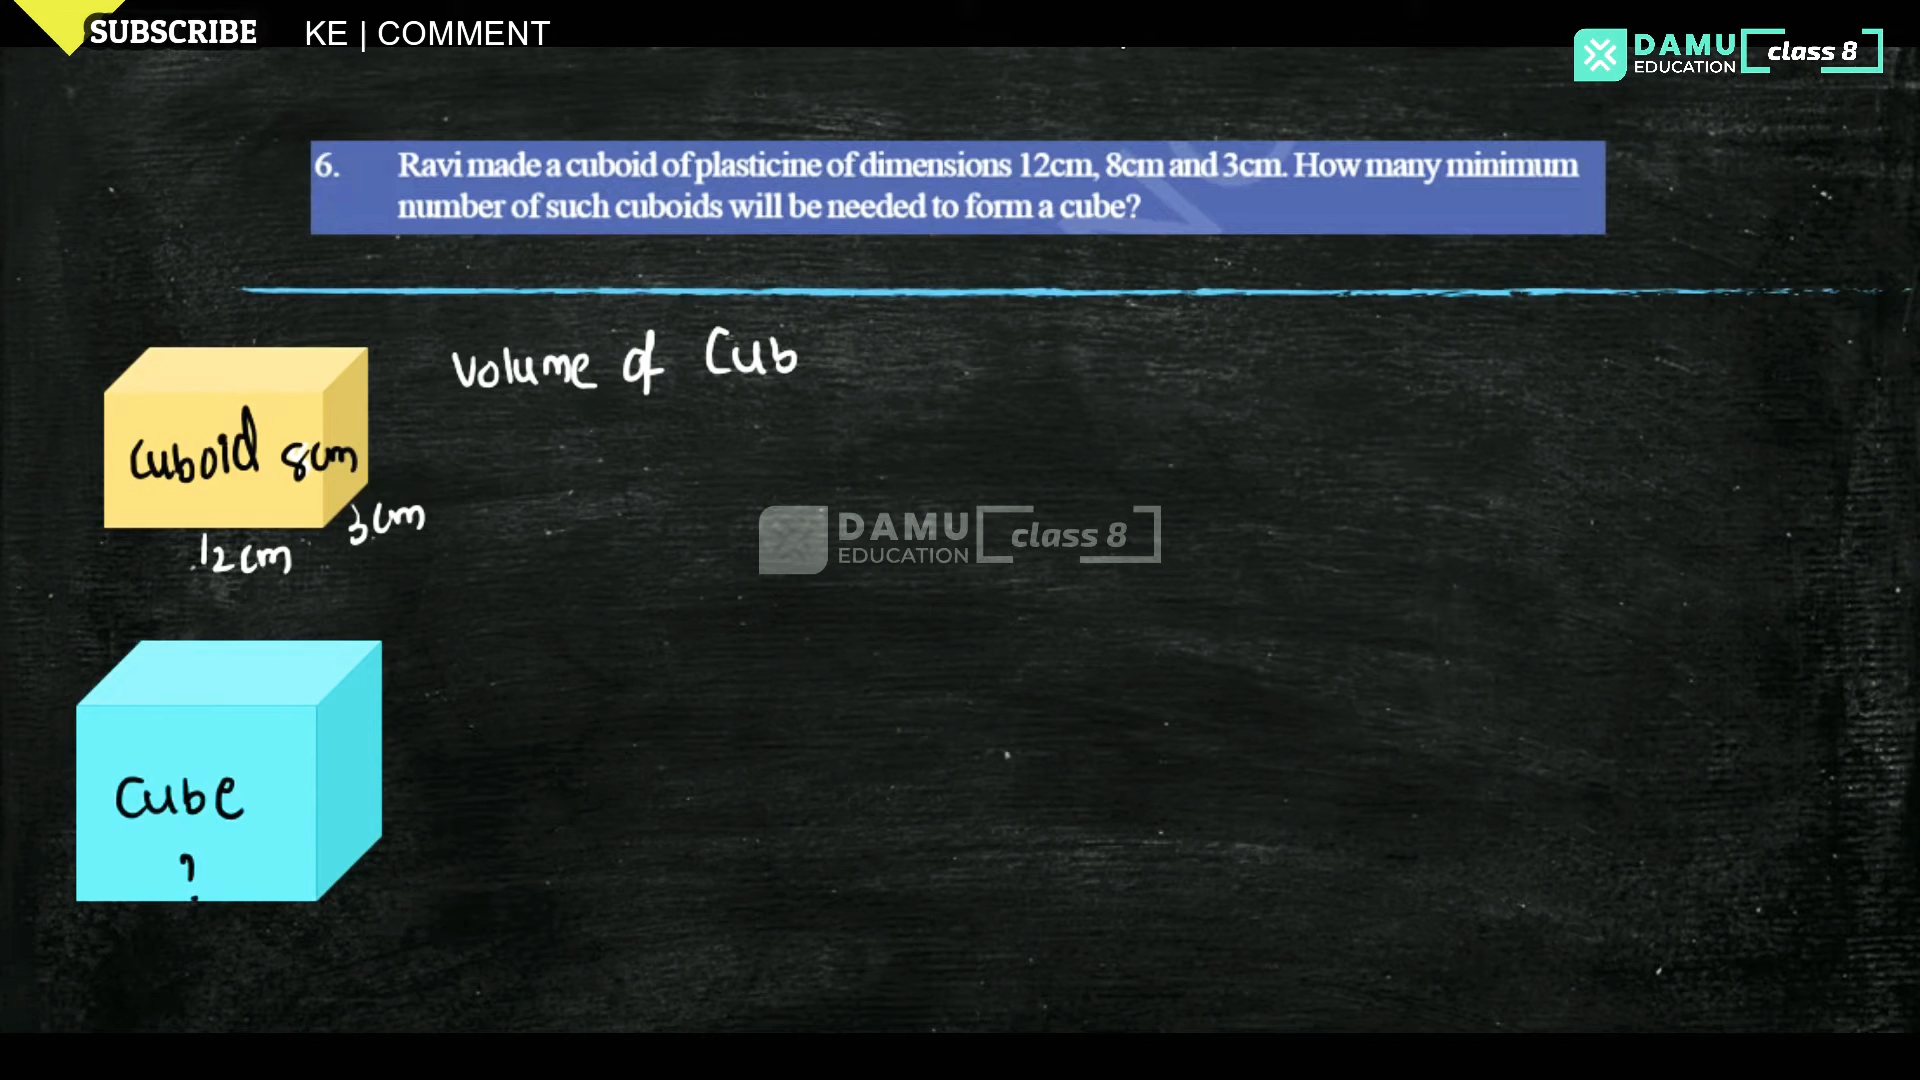 SUBSCRIBE KE | COMMENT
DAMU
EDUCATION
class 8
6. Ravi made a cuboid of plasticine of dimensions 12cm, 8cm and 3cm. How many minimum
number of such cuboids will be needed to form a cube?
Volume of Cub
Cuboid 8cm
3cm
12cm
DAMU
EDUCATION
class 8
Cube
?